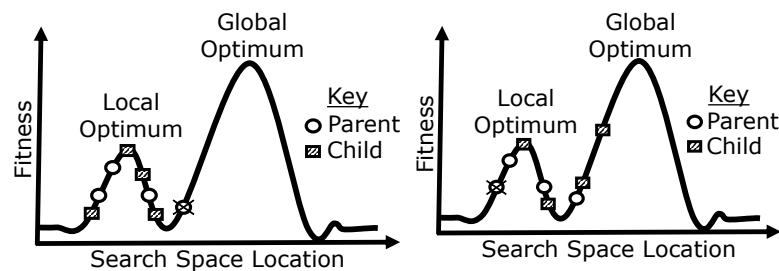 Global
Optimum
Local
Optimum
Key
Parent
Child
Fitness
Search Space Location
Global
Optimum
Local
Optimum
Key
Parent
Child
Fitness
Search Space Location